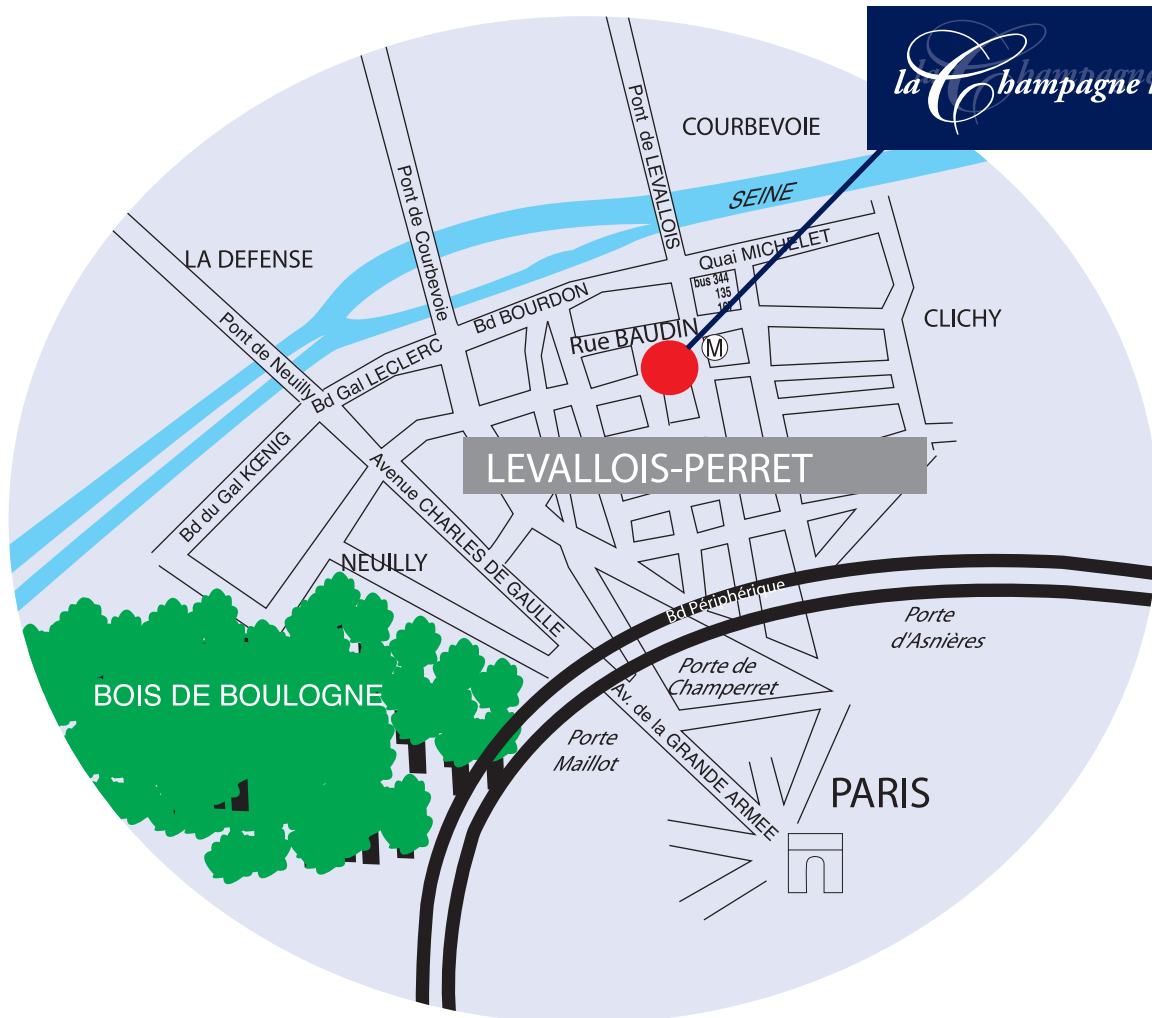 la Champagne
COURBEVOIE
Pont de LEVALLOIS
SEINE
Pont de Courbevoie
LA DEFENSE
Quai MICHELET
bus 344
135
Bd BOURDON
CLICHY
Rue BAUDIN
M
Pont de Neuilly
Bd Gal LECLERC
LEVALLOIS-PERRET
Bd du Gal KŒNIG
Avenue CHARLES DE GAULLE
NEUILLY
Bd Périphérique
Porte
d'Asnières
Porte de
Champerret
BOIS DE BOULOGNE
Av. de la GRANDE ARMEE
Porte
Maillot
PARIS